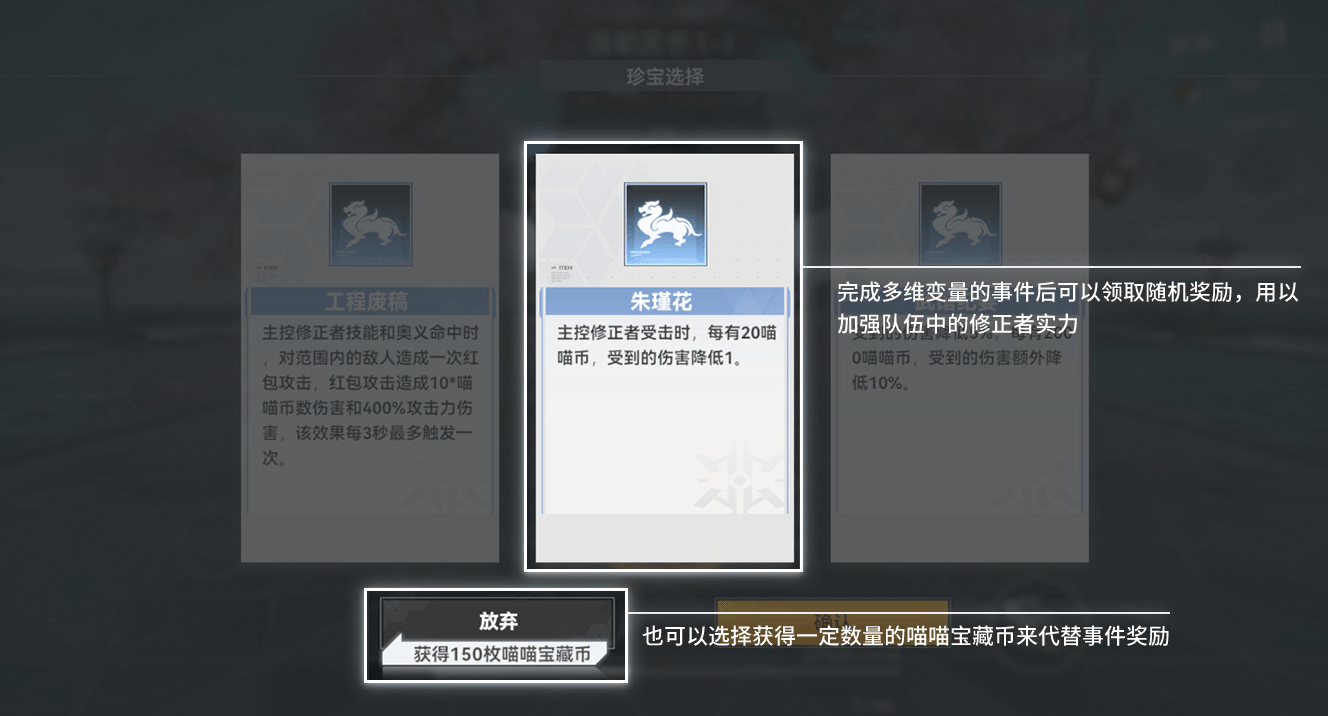 珍宝选择
工程废稿
主控修正者技能和奥义命中时
，对范围内的敌人造成一次红
包攻击，红包攻击造成10*喵
喵币数伤害和400%攻击力伤
害，该效果每3秒最多触发一
次。
ITEM
朱瑾花
主控修正者受击时，每有20喵
喵币，受到的伤害降低1。
完成多维变量的事件后可以领取随机奖励，用以
加强队伍中的修正者实力
0喵喵币，受到的伤害额外降
低10%。
放弃
获得150枚喵喵宝藏币
确认
也可以选择获得一定数量的喵喵宝藏币来代替事件奖励